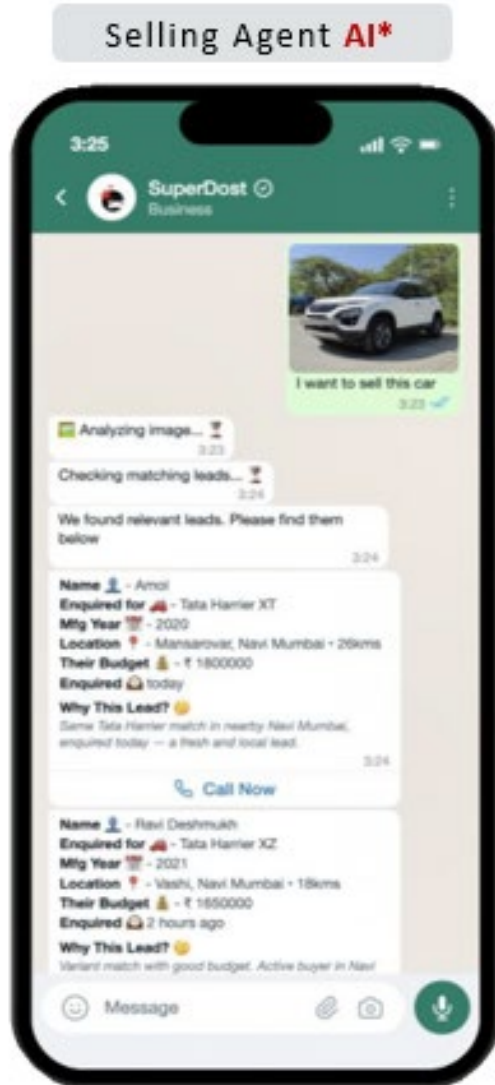 Selling Agent AI*
3:25
SuperDost
Business
I want to sell this car
3:23
Analyzing image...
3:23
Checking matching leads...
3:24
We found relevant leads. Please find them
below
3:24
Name - Amol
Enquired for - Tata Harrier XT
Mfg Year - 2020
Location - Mansarovar, Navi Mumbai • 26kms
Their Budget - ₹ 1800000
Enquired today
Why This Lead?
Same Tata Harrier match in nearby Navi Mumbai,
enquired today — a fresh and local lead.
3:24
Call Now
Name - Ravi Deshmukh
Enquired for - Tata Harrier XZ
Mfg Year - 2021
Location - Vashi, Navi Mumbai • 18kms
Their Budget - ₹ 1650000
Enquired 2 hours ago
Why This Lead?
Variant match with good budget. Active buyer in Navi
Message